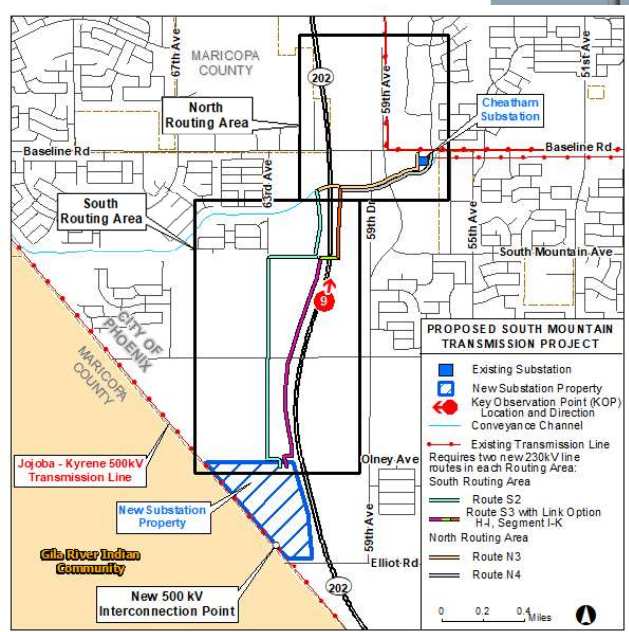 67th Ave
MARICOPA
COUNTY
202
59th Ave
51st Ave
North
Routing Area
Cheatham
Substation
Baseline Rd
Baseline Rd
63rd Ave
South
Routing Area
59th Dr
55th Ave
South Mountain Ave
9
CITY OF
PHOENIX
MARICOPA
COUNTY
PROPOSED SOUTH MOUNTAIN
TRANSMISSION PROJECT
Existing Substation
New Substation Property
Key Observation Point (KOP)
Location and Direction
Conveyance Channel
Existing Transmission Line
Requires two new 230kV line
routes in each Routing Area:
South Routing Area
Route S2
Route S3 with Link Option
H-I, Segment I-K
North Routing Area
Route N3
Route N4
0 0.2 0.4
Miles
Jojoba - Kyrene 500kV
Transmission Line
Olney Ave
New Substation
Property
59th Ave
Gila River Indian
Community
Elliot Rd
New 500 kV
Interconnection Point
202